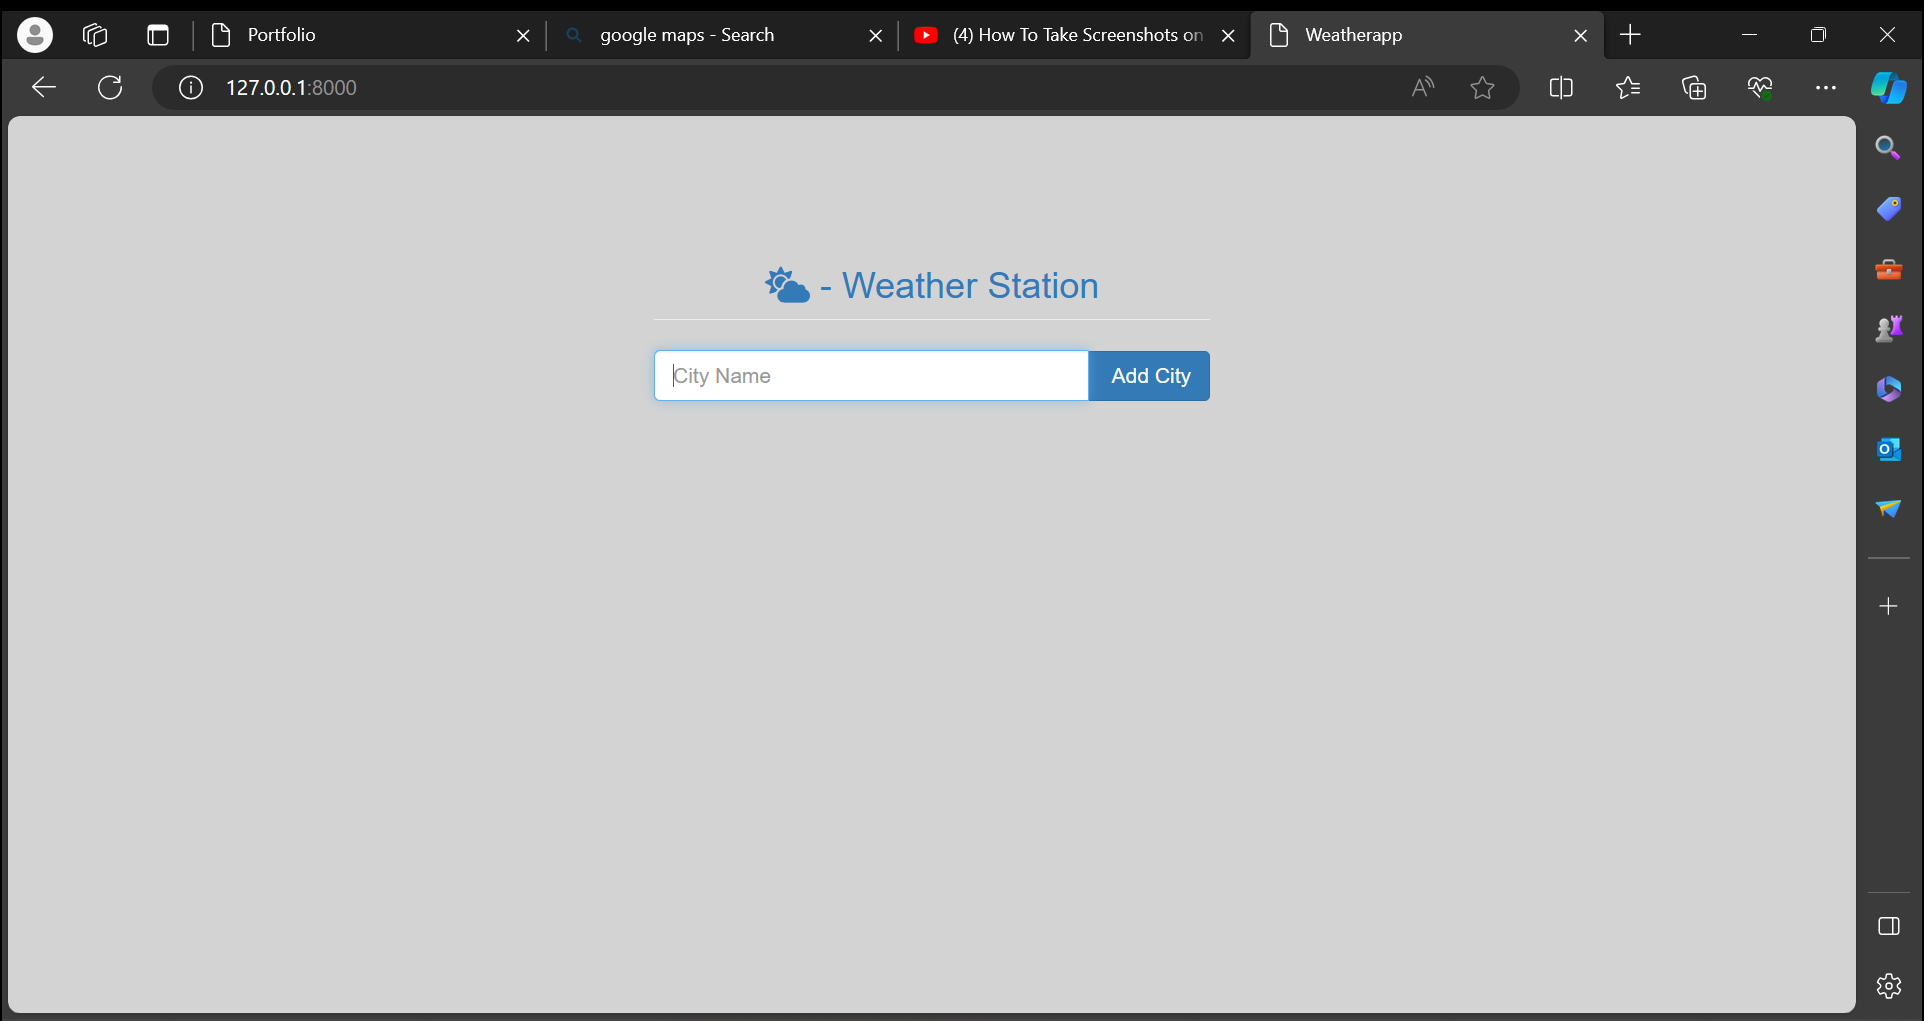 Portfolio
google maps - Search
(4) How To Take Screenshots on
Weatherapp
127.0.0.1:8000
- Weather Station
City Name
Add City